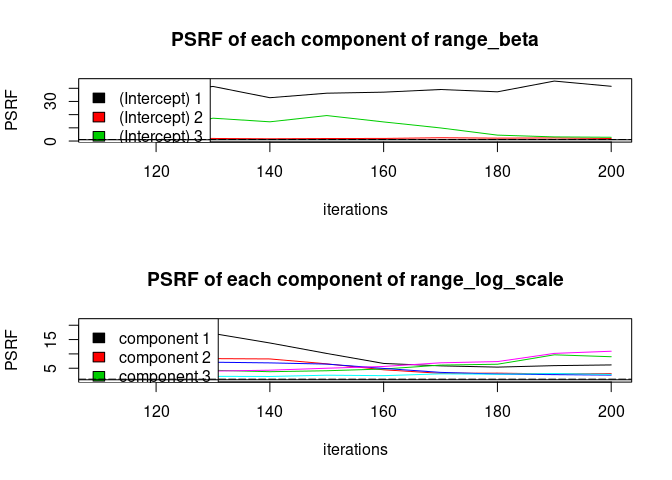 PSRF of each component of range_beta
PSRF
30
0
(Intercept) 1
(Intercept) 2
(Intercept) 3
120 140 160 180 200
iterations
PSRF of each component of range_log_scale
PSRF
15
5
component 1
component 2
component 3
120 140 160 180 200
iterations